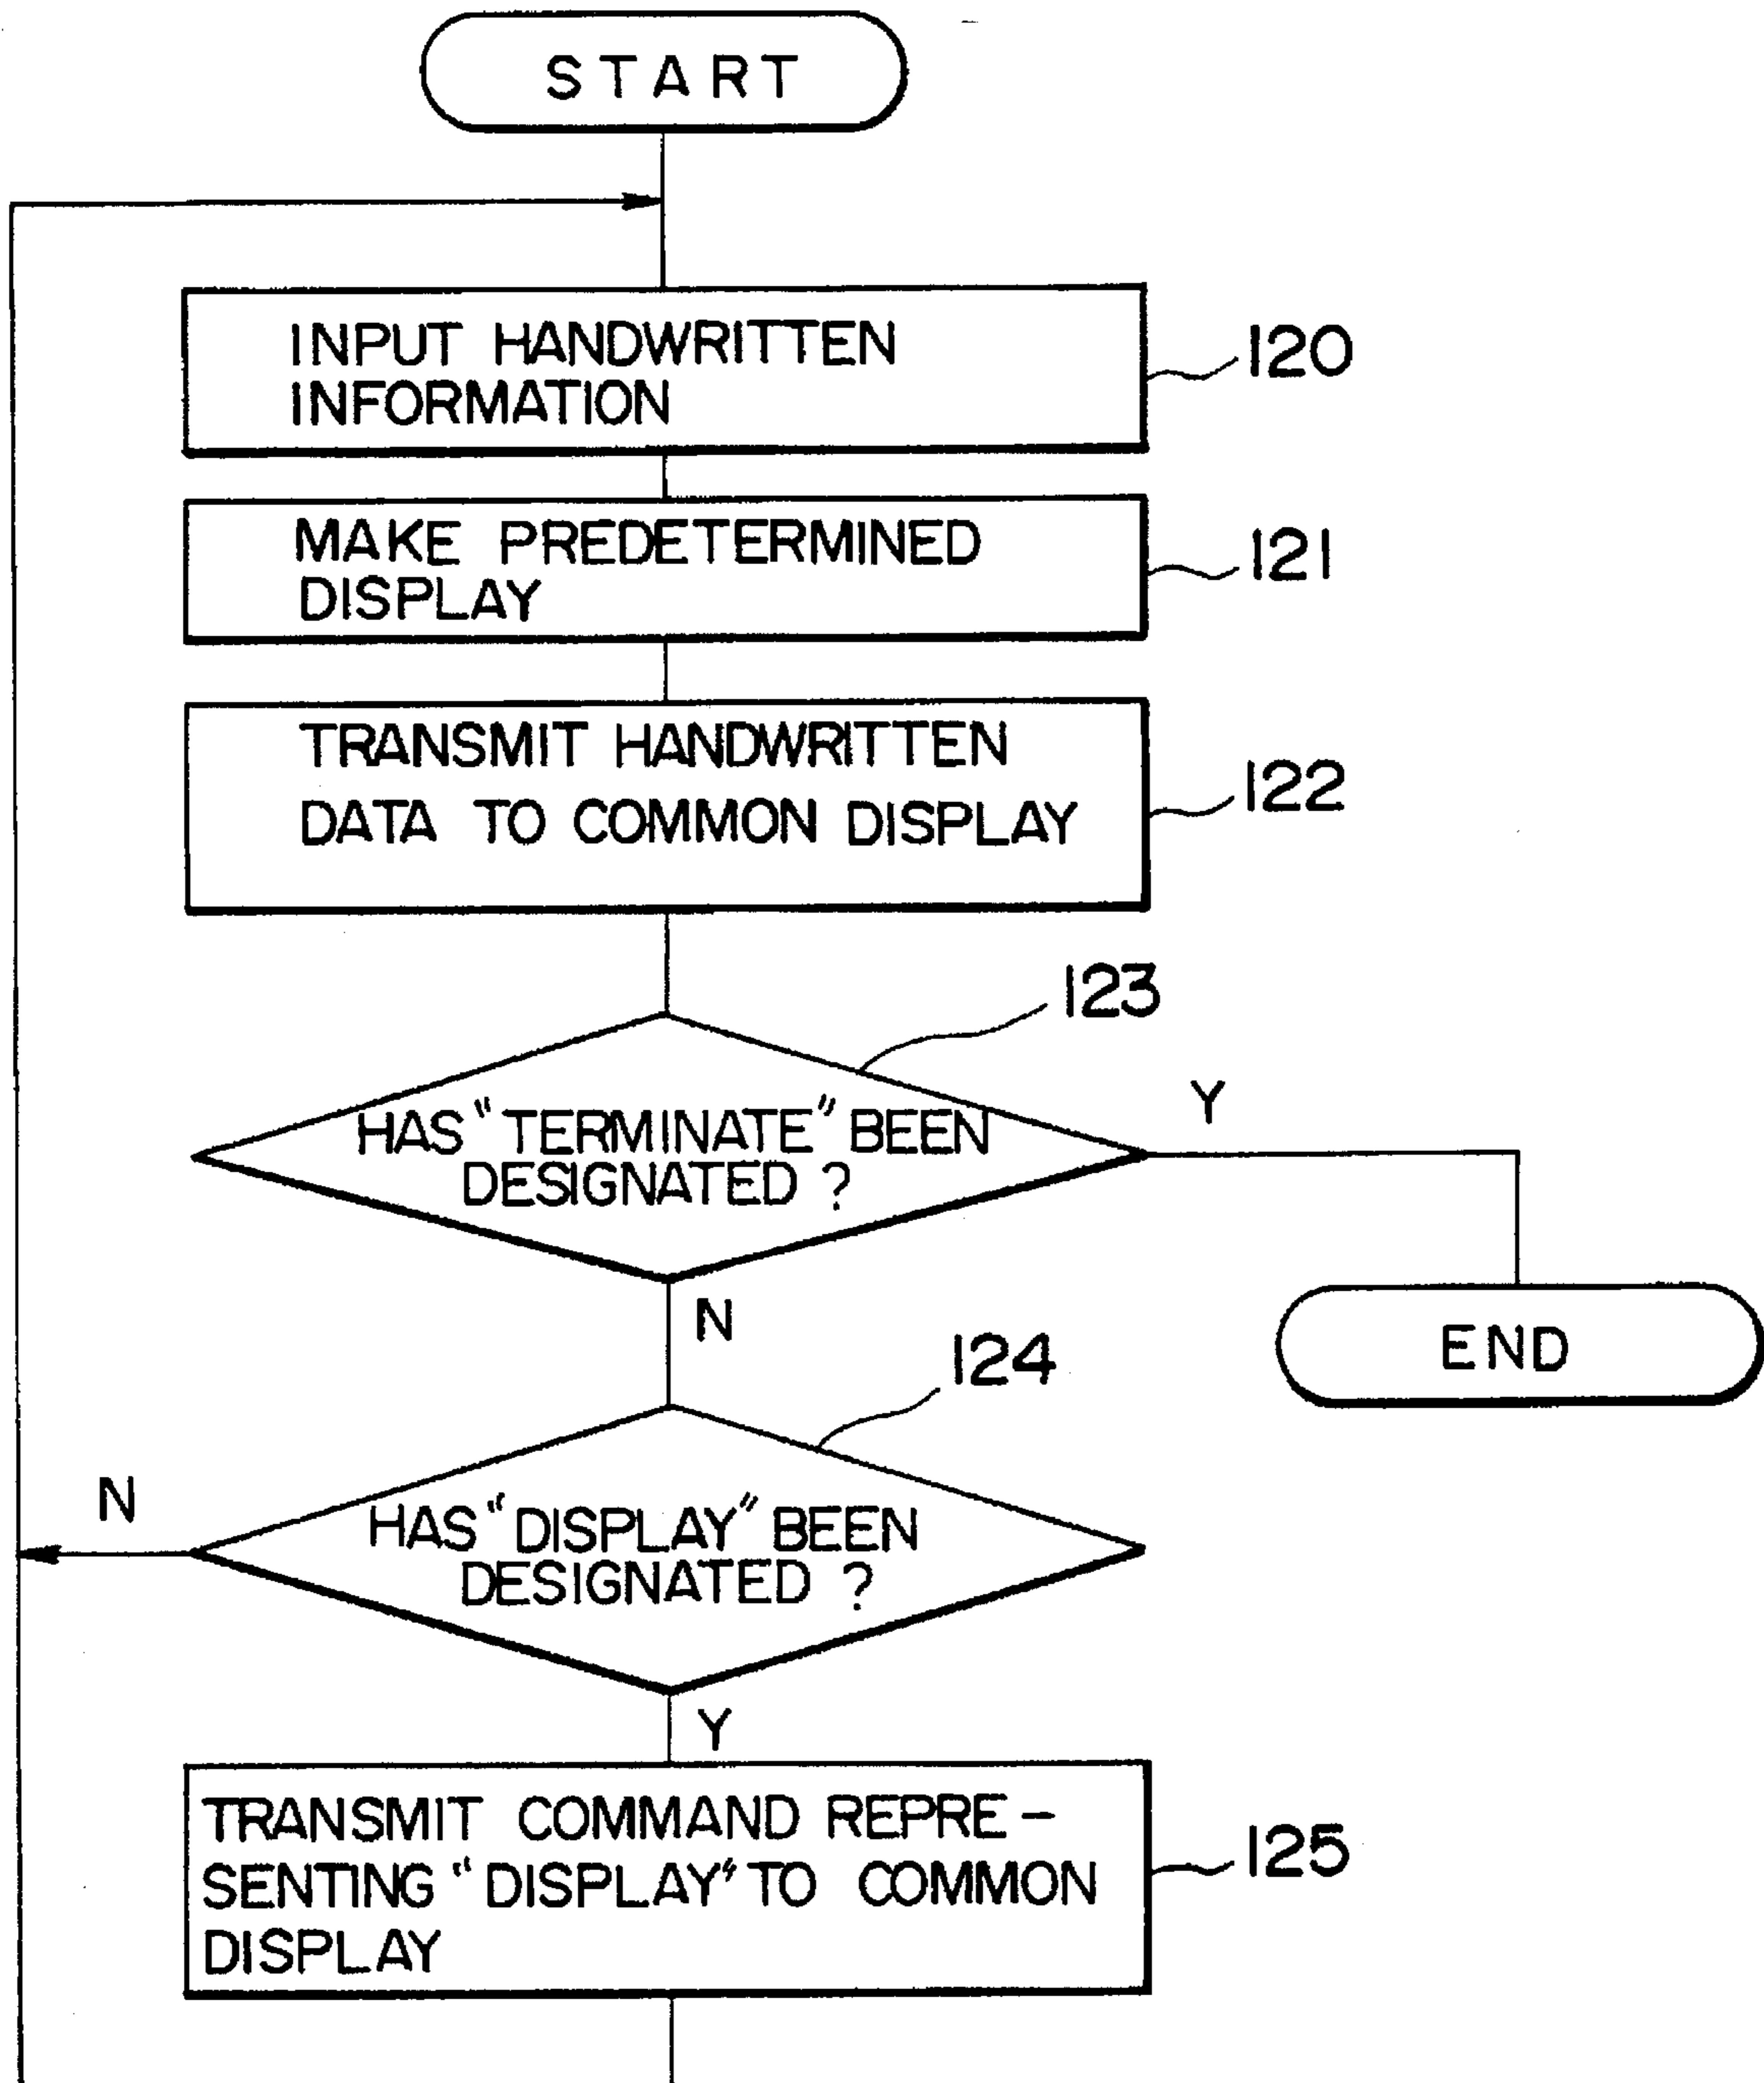 START
INPUT HANDWRITTEN
INFORMATION
120
MAKE PREDETERMINED
DISPLAY
121
TRANSMIT HANDWRITTEN
DATA TO COMMON DISPLAY
122
123
HAS "TERMINATE" BEEN
DESIGNATED ?
Y
N
END
124
HAS "DISPLAY" BEEN
DESIGNATED ?
N
Y
TRANSMIT COMMAND REPRE-
SENTING "DISPLAY" TO COMMON
DISPLAY
125